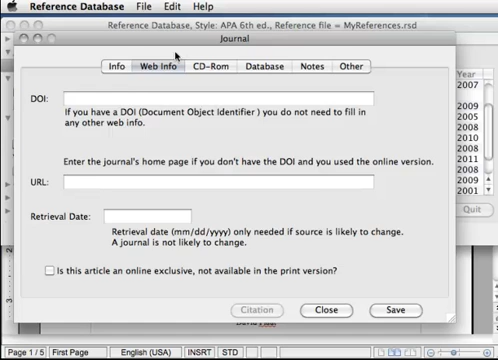 Reference Database File Edit Help
Reference Database, Style: APA 6th ed., Reference file = MyReferences.rsd
Journal
Info Web Info CD-Rom Database Notes Other
Year
2007
DOI:
2009
If you have a DOI (Document Object Identifier ) you do not need to fill in
2005
any other web info.
2008
2010
2008
2011
Enter the journal's home page if you don't have the DOI and you used the online version.
2008
URL:
2009
2001
Quit
Retrieval Date:
Retrieval date (mm/dd/yyyy) only needed if source is likely to change.
A journal is not likely to change.
Is this article an online exclusive, not available in the print version?
Citation Close Save
Page 1 / 5 First Page English (USA) INSRT STD